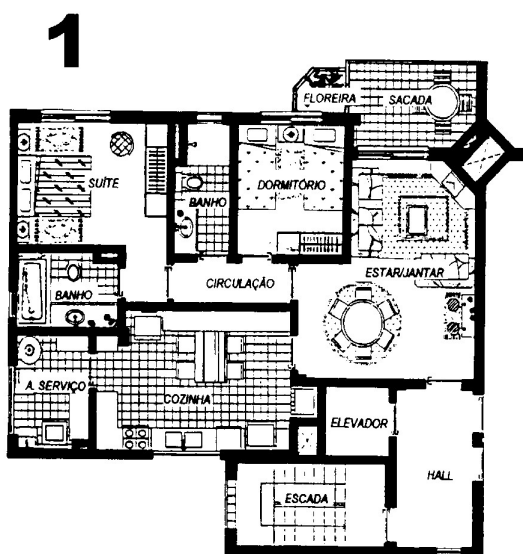 1
FLOREIRA
SACADA
SUÍTE
BANHO
DORMITÓRIO
CIRCULAÇÃO
ESTAR/JANTAR
BANHO
A. SERVIÇO
COZINHA
ELEVADOR
ESCADA
HALL